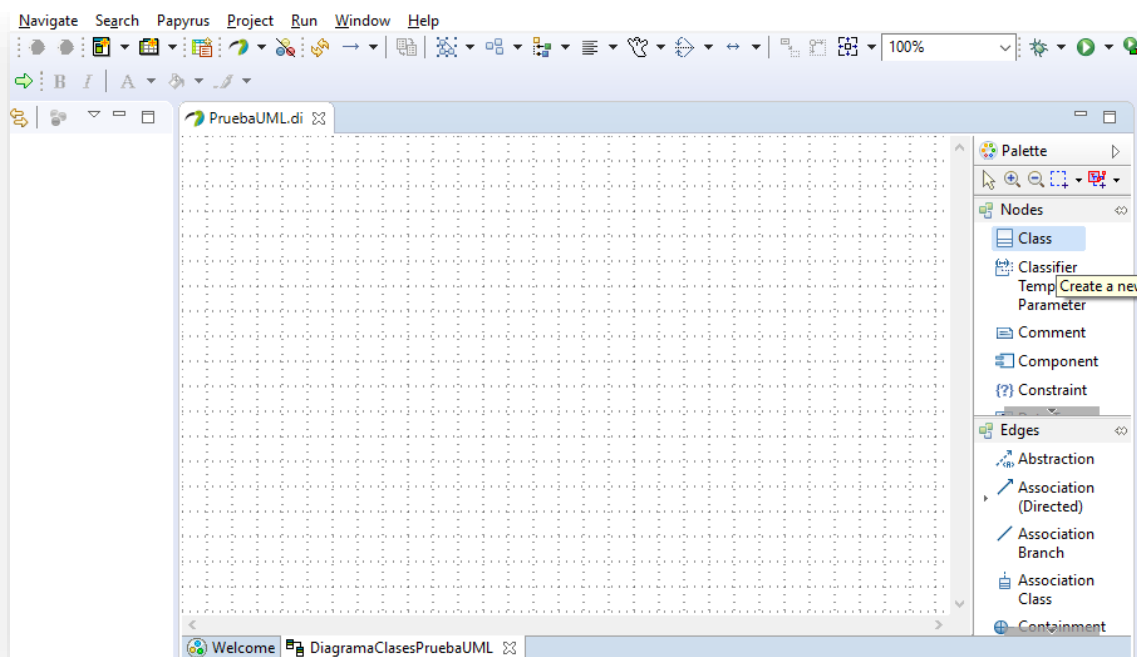 Navigate Search Papyrus Project Run Window Help
100%
B I A
PruebaUML.di
Palette
Nodes
Class
Classifier
Temp
Create a new
Parameter
Comment
Component
{?} Constraint
Edges
Abstraction
Association
(Directed)
Association
Branch
Association
Class
Containment
Welcome
DiagramaClasesPruebaUML